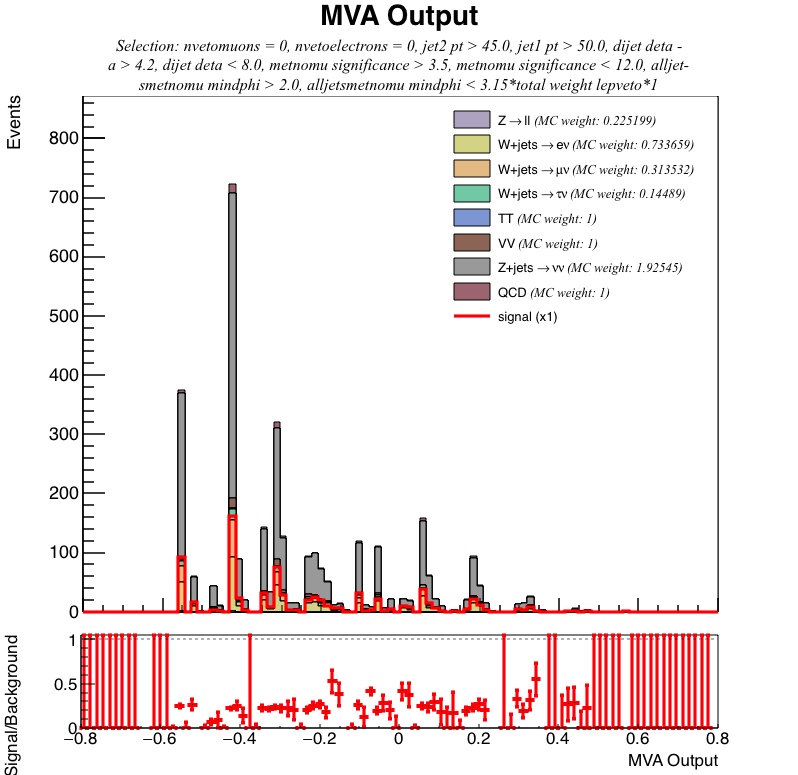 MVA Output
Selection: nvetomuons = 0, nvetoelectrons = 0, jet2 pt > 45.0, jet1 pt > 50.0, dijet deta -
a > 4.2, dijet deta < 8.0, metnomu significance > 3.5, metnomu significance < 12.0, alljet-
smetnomu mindphi > 2.0, alljetsmetnomu mindphi < 3.15*total weight lepveto*1
Events
800
700
600
500
400
300
200
100
0
Z→ll (MC weight: 0.225199)
W+jets→eν (MC weight: 0.733659)
W+jets→μν (MC weight: 0.313532)
W+jets→τν (MC weight: 0.14489)
TT (MC weight: 1)
VV (MC weight: 1)
Z+jets→νν (MC weight: 1.92545)
QCD (MC weight: 1)
signal (x1)
Signal/Background
1
0.5
0
−0.8 −0.6 −0.4 −0.2 0 0.2 0.4 0.6 0.8
MVA Output